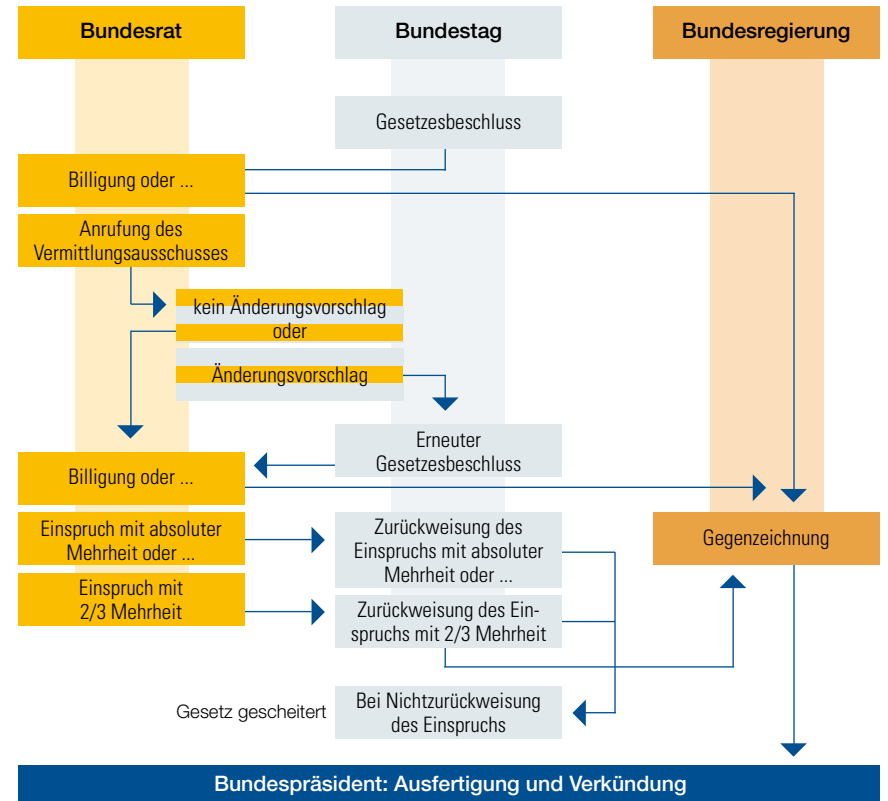 Bundesrat
Bundestag
Bundesregierung
Gesetzesbeschluss
Billigung oder ...
Anrufung des
Vermittlungsausschusses
kein Änderungsvorschlag
oder
Änderungsvorschlag
Erneuter
Gesetzesbeschluss
Billigung oder ...
Einspruch mit absoluter
Mehrheit oder ...
Zurückweisung des
Einspruchs mit absoluter
Mehrheit oder ...
Gegenzeichnung
Einspruch mit
2/3 Mehrheit
Zurückweisung des Ein-
spruchs mit 2/3 Mehrheit
Gesetz gescheitert
Bei Nichtzurückweisung
des Einspruchs
Bundespräsident: Ausfertigung und Verkündung